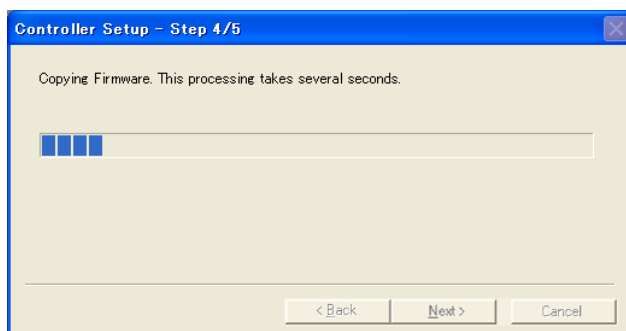 Controller Setup - Step 4/5
Copying Firmware. This processing takes several seconds.
< Back
Next >
Cancel